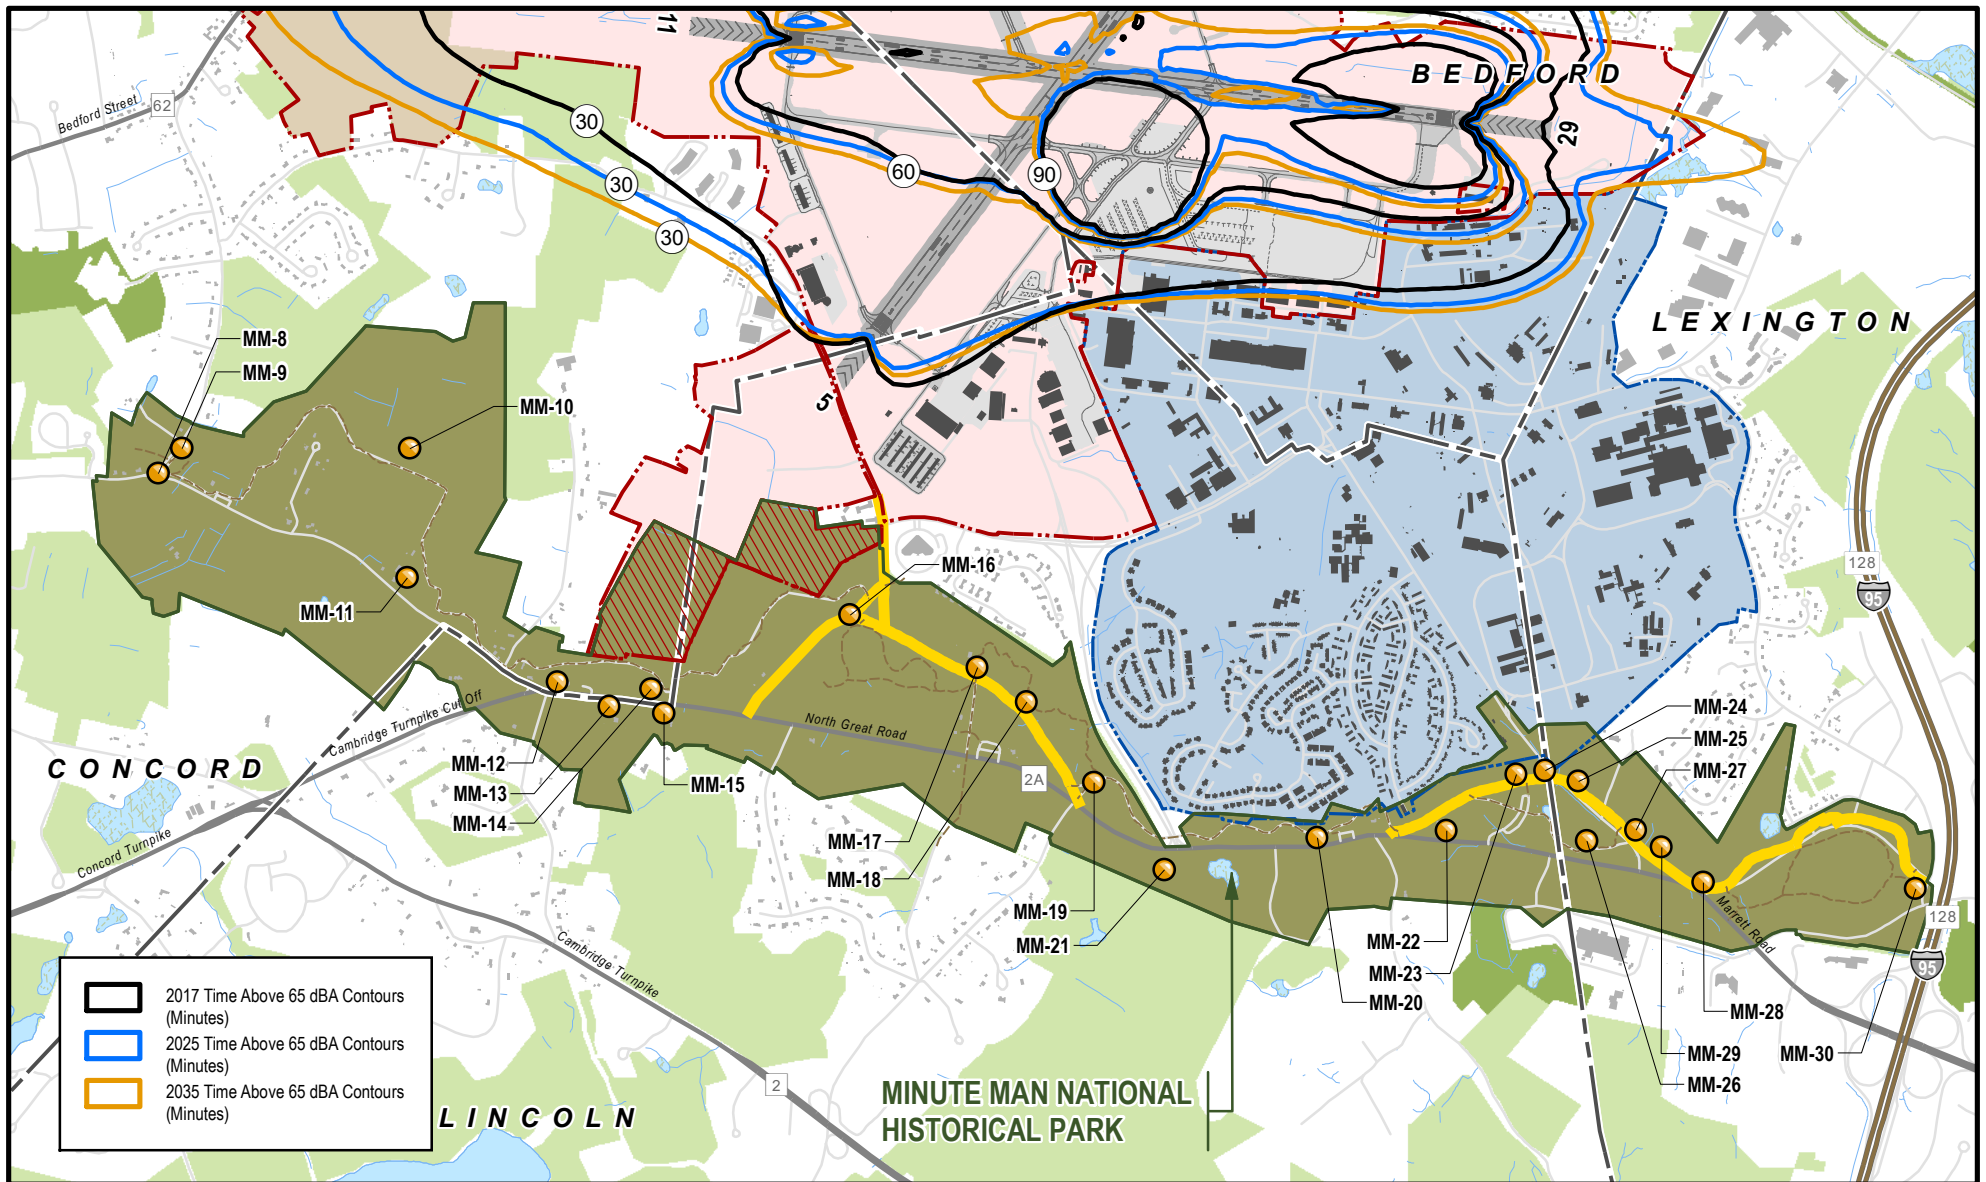 11
BEDFORD
Bedford Street
62
30
60
90
29
30
30
LEXINGTON
MM-8
MM-9
MM-10
5
MM-16
MM-11
128
95
MM-24
MM-25
MM-27
North Great Road
Cambridge Turnpike Cut Off
CONCORD
MM-12
MM-13
MM-14
MM-15
2A
MM-17
MM-18
MM-19
MM-21
MM-22
MM-23
MM-20
Marrett Road
128
95
Concord Turnpike
Cambridge Turnpike
MM-28
MM-29
MM-30
MM-26
2017 Time Above 65 dBA Contours
(Minutes)
2025 Time Above 65 dBA Contours
(Minutes)
2035 Time Above 65 dBA Contours
(Minutes)
2
LINCOLN
MINUTE MAN NATIONAL
HISTORICAL PARK